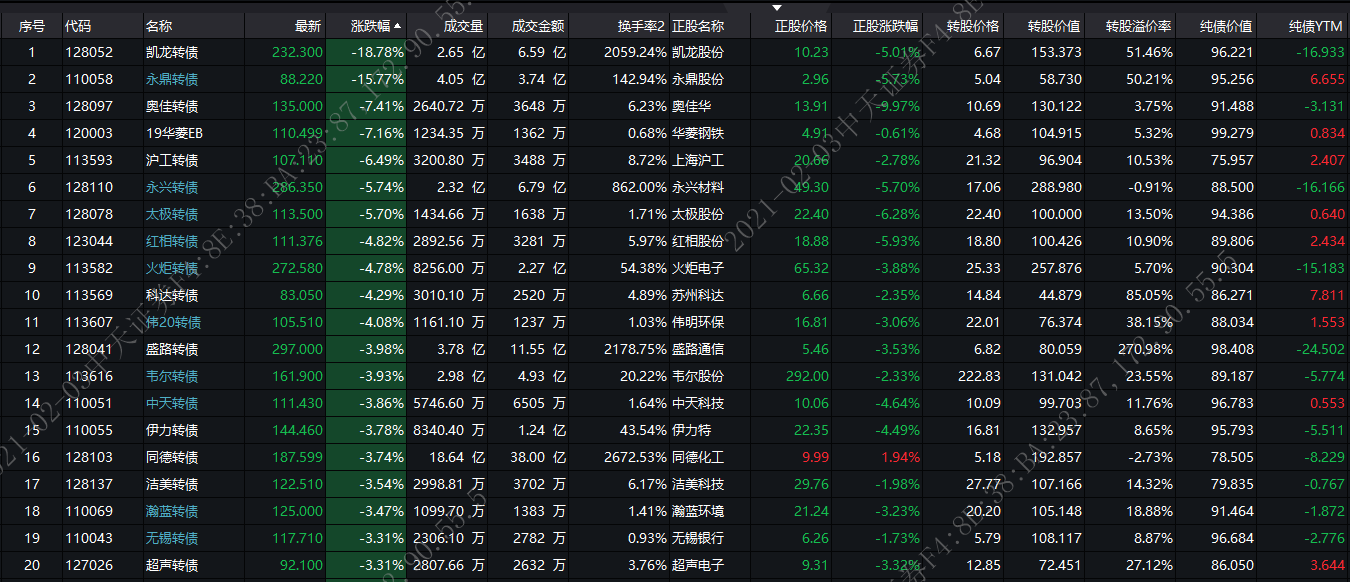 序号 代码 名称 最新 涨跌幅 成交量 成交金额 换手率2 正股名称 正股价格 正股涨跌幅 转股价格 转股价值 转股溢价率 纯债价值 纯债YTM
1 128052 凯龙转债 232.300 -18.78% 2.65 亿 6.59 亿 2059.24% 凯龙股份 10.23 -5.01% 6.67 153.373 51.46% 96.221 -16.933
2 110058 永鼎转债 88.220 -15.77% 4.05 亿 3.74 亿 142.94% 永鼎股份 2.96 -5.73% 5.04 58.730 50.21% 95.256 6.655
3 128097 奥佳转债 135.000 -7.41% 2640.72 万 3648 万 6.23% 奥佳华 13.91 -9.97% 10.69 130.122 3.75% 91.488 -3.131
4 120003 19华菱EB 110.499 -7.16% 1234.35 万 1362 万 0.68% 华菱钢铁 4.91 -0.61% 4.68 104.915 5.32% 99.279 0.834
5 113593 沪工转债 107.110 -6.49% 3200.80 万 3488 万 8.72% 上海沪工 20.66 -2.78% 21.32 96.904 10.53% 75.957 2.407
6 128110 永兴转债 286.350 -5.74% 2.32 亿 6.79 亿 862.00% 永兴材料 49.30 -5.70% 17.06 288.980 -0.91% 88.500 -16.166
7 128078 太极转债 113.500 -5.70% 1434.66 万 1638 万 1.71% 太极股份 22.40 -6.28% 22.40 100.000 13.50% 94.386 0.640
8 123044 红相转债 111.376 -4.82% 2892.56 万 3281 万 5.97% 红相股份 18.88 -5.93% 18.80 100.426 10.90% 89.806 2.434
9 113582 火炬转债 272.580 -4.78% 8256.00 万 2.27 亿 54.38% 火炬电子 65.32 -3.88% 25.33 257.876 5.70% 90.304 -15.183
10 113569 科达转债 83.050 -4.29% 3010.10 万 2520 万 4.89% 苏州科达 6.66 -2.35% 14.84 44.879 85.05% 86.271 7.811
11 113607 伟20转债 105.510 -4.08% 1161.10 万 1237 万 1.03% 伟明环保 16.81 -3.06% 22.01 76.374 38.15% 88.034 1.553
12 128041 盛路转债 297.000 -3.98% 3.78 亿 11.55 亿 2178.75% 盛路通信 5.46 -3.53% 6.82 80.059 270.98% 98.408 -24.502
13 113616 韦尔转债 161.900 -3.93% 2.98 亿 4.93 亿 20.22% 韦尔股份 292.00 -2.33% 222.83 131.042 23.55% 89.187 -5.774
14 110051 中天转债 111.430 -3.86% 5746.60 万 6505 万 1.64% 中天科技 10.06 -4.64% 10.09 99.703 11.76% 96.783 0.553
15 110055 伊力转债 144.460 -3.78% 8340.40 万 1.24 亿 43.54% 伊力特 22.35 -4.49% 16.81 132.957 8.65% 95.793 -5.511
16 128103 同德转债 187.599 -3.74% 18.64 亿 38.00 亿 2672.53% 同德化工 9.99 1.94% 5.18 192.857 -2.73% 78.505 -8.229
17 128137 洁美转债 122.510 -3.54% 2998.81 万 3702 万 6.17% 洁美科技 29.76 -1.98% 27.77 107.166 14.32% 79.835 -0.767
18 110069 瀚蓝转债 125.000 -3.47% 1099.70 万 1383 万 1.41% 瀚蓝环境 21.24 -3.23% 20.20 105.148 18.88% 91.464 -1.872
19 110043 无锡转债 117.710 -3.31% 2306.10 万 2782 万 0.93% 无锡银行 6.26 -1.73% 5.79 108.117 8.87% 96.684 -2.776
20 127026 超声转债 92.100 -3.31% 2807.66 万 2632 万 3.76% 超声电子 9.31 -3.32% 12.85 72.451 27.12% 86.050 3.644